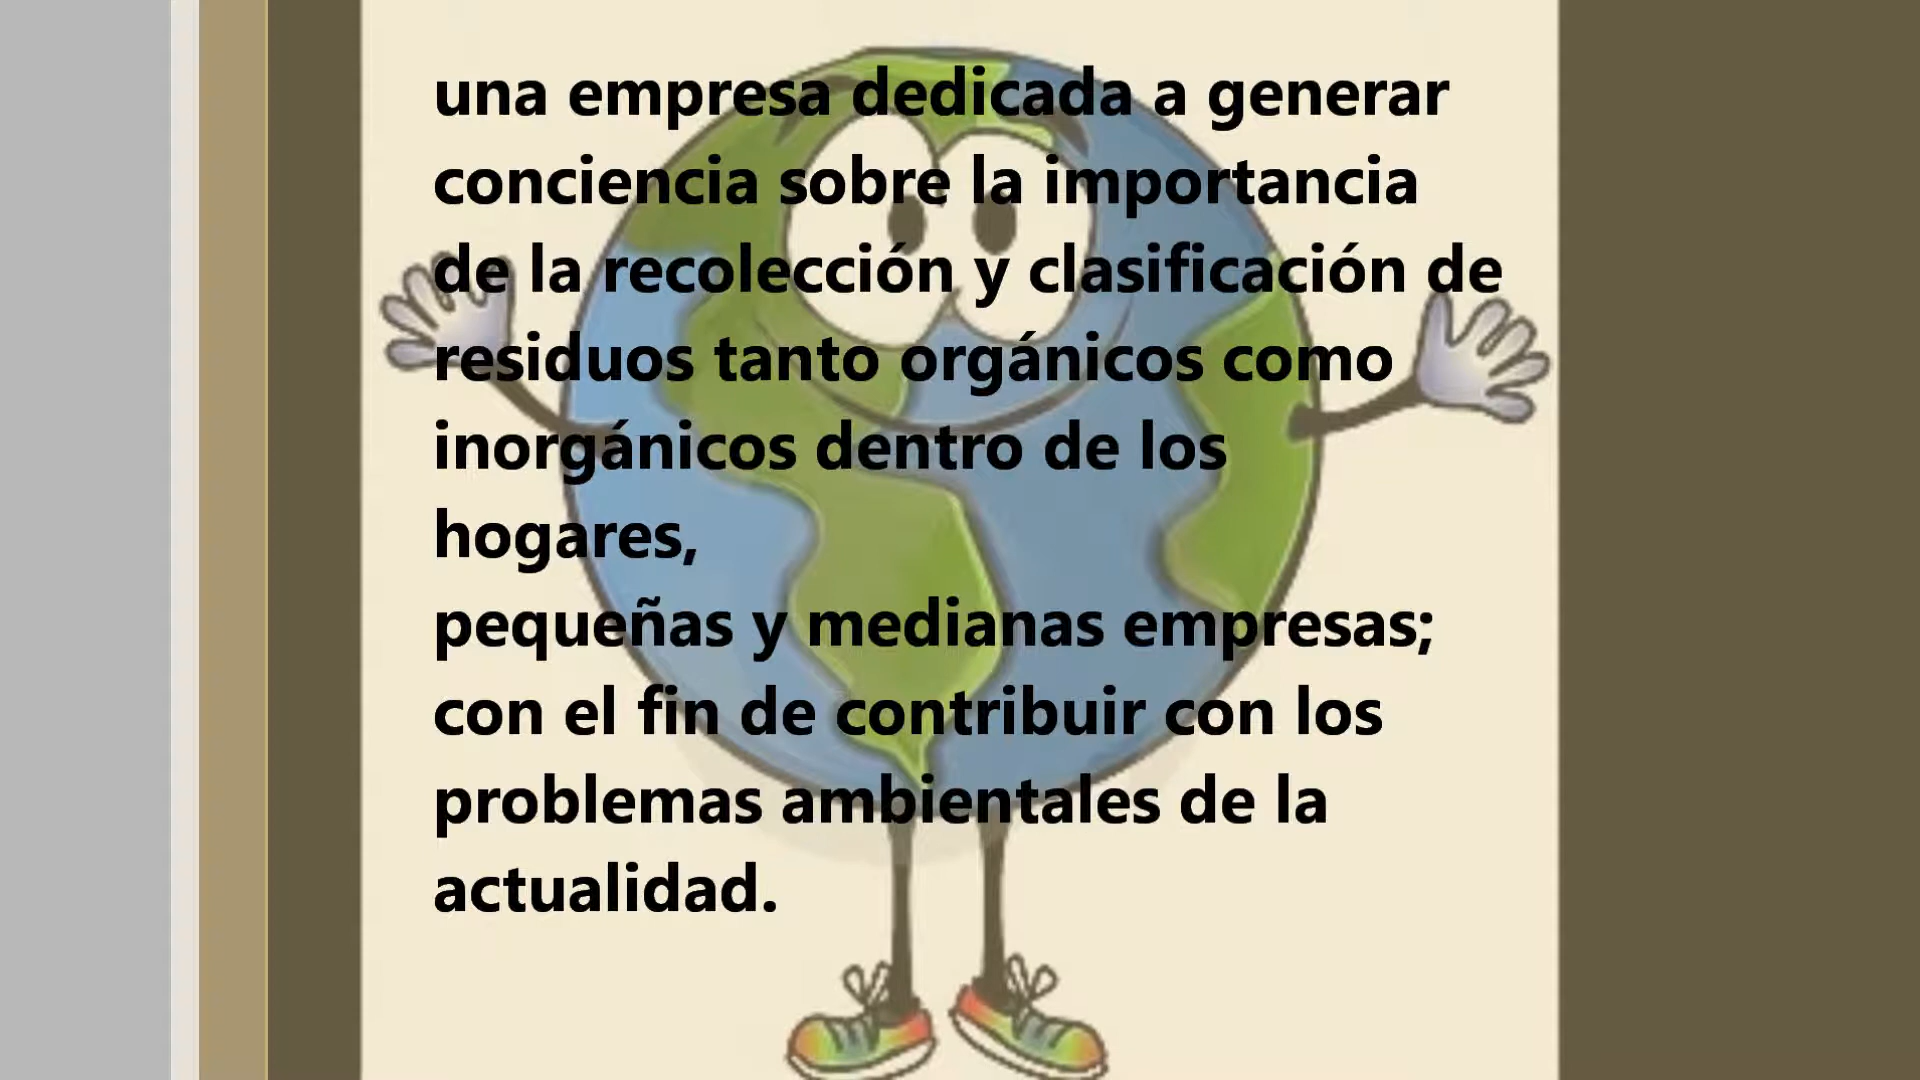 una empresa dedicada a generar
conciencia sobre la importancia
de la recolección y clasificación de
residuos tanto orgánicos como
inorgánicos dentro de los
hogares,
pequeñas y medianas empresas;
con el fin de contribuir con los
problemas ambientales de la
actualidad.